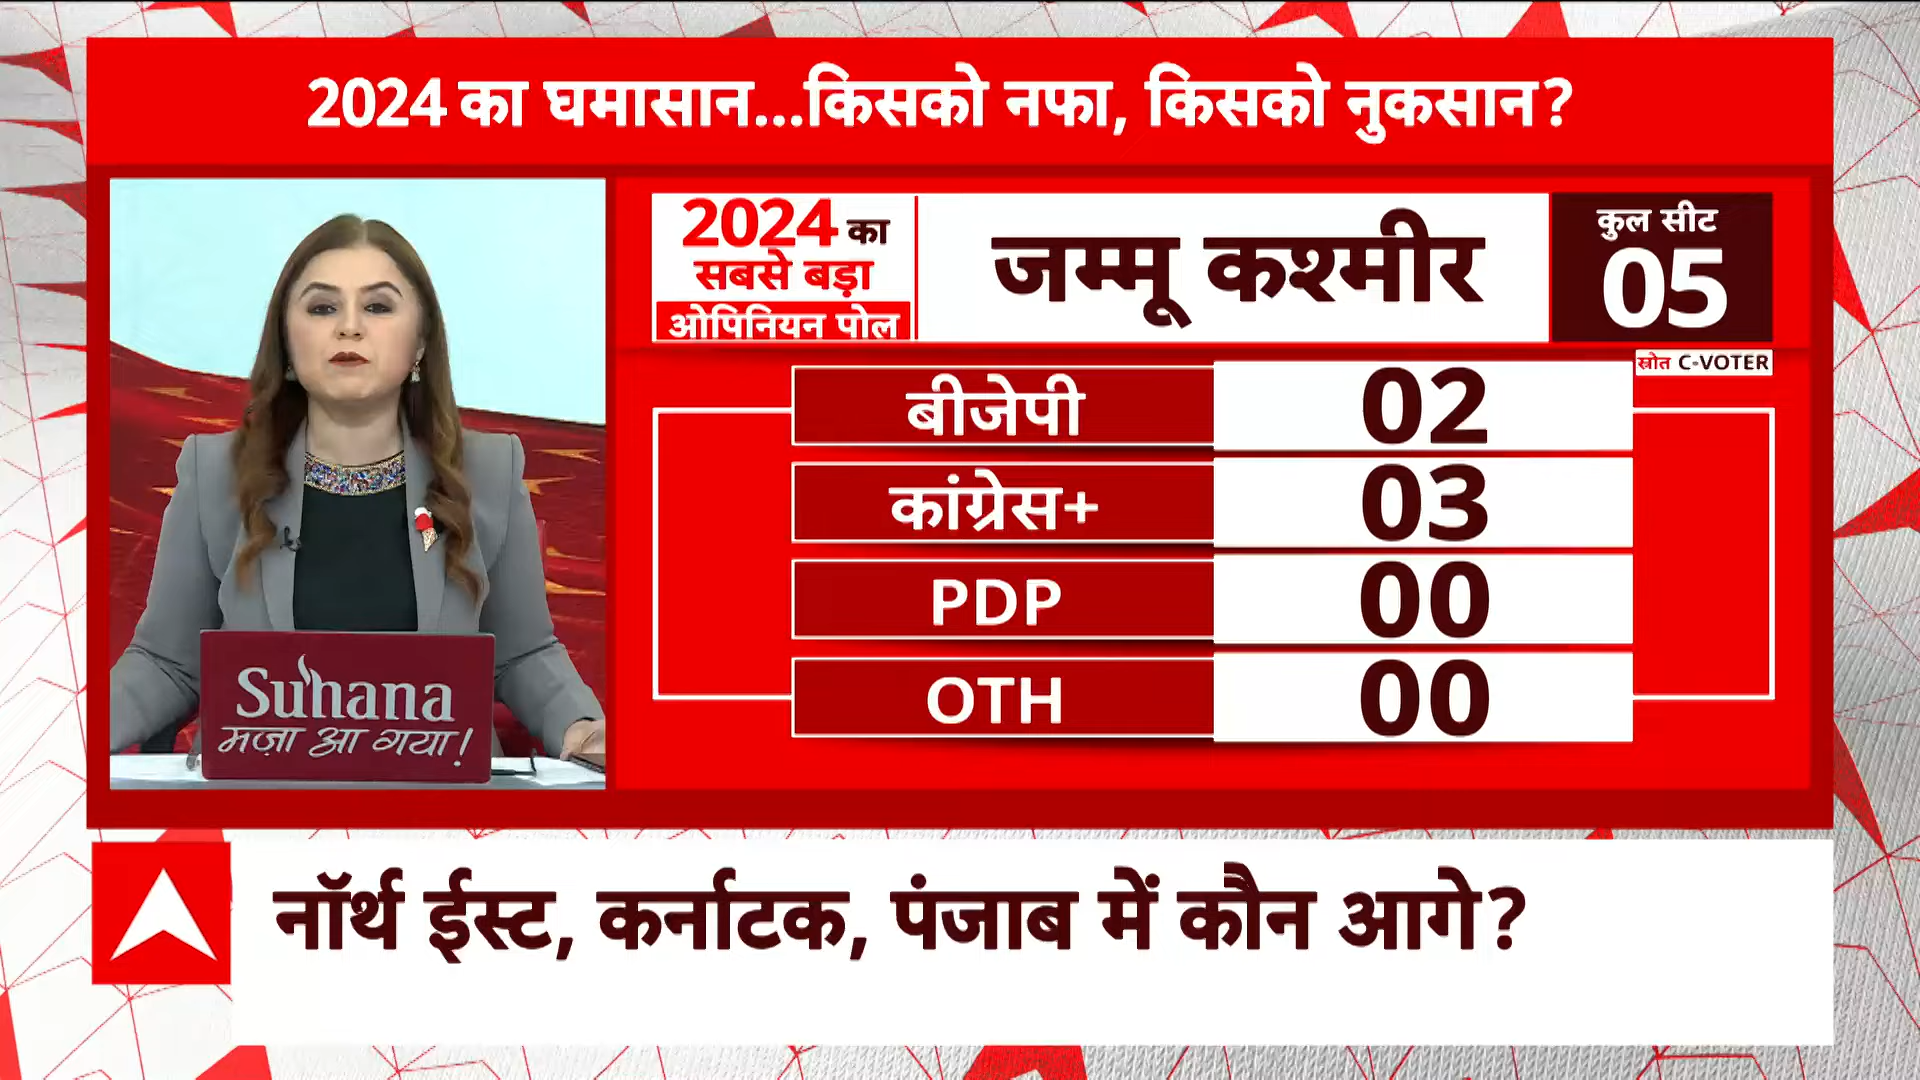 2024 का घमासान...किसको नफा, किसको नुकसान?
2024 का
सबसे बड़ा
ओपिनियन पोल
जम्मू कश्मीर
कुल सीट
05
स्रोत C-VOTER
बीजेपी 02
कांग्रेस+ 03
PDP 00
OTH 00
Suhana
मज़ा आ गया!
नॉर्थ ईस्ट, कर्नाटक, पंजाब में कौन आगे?